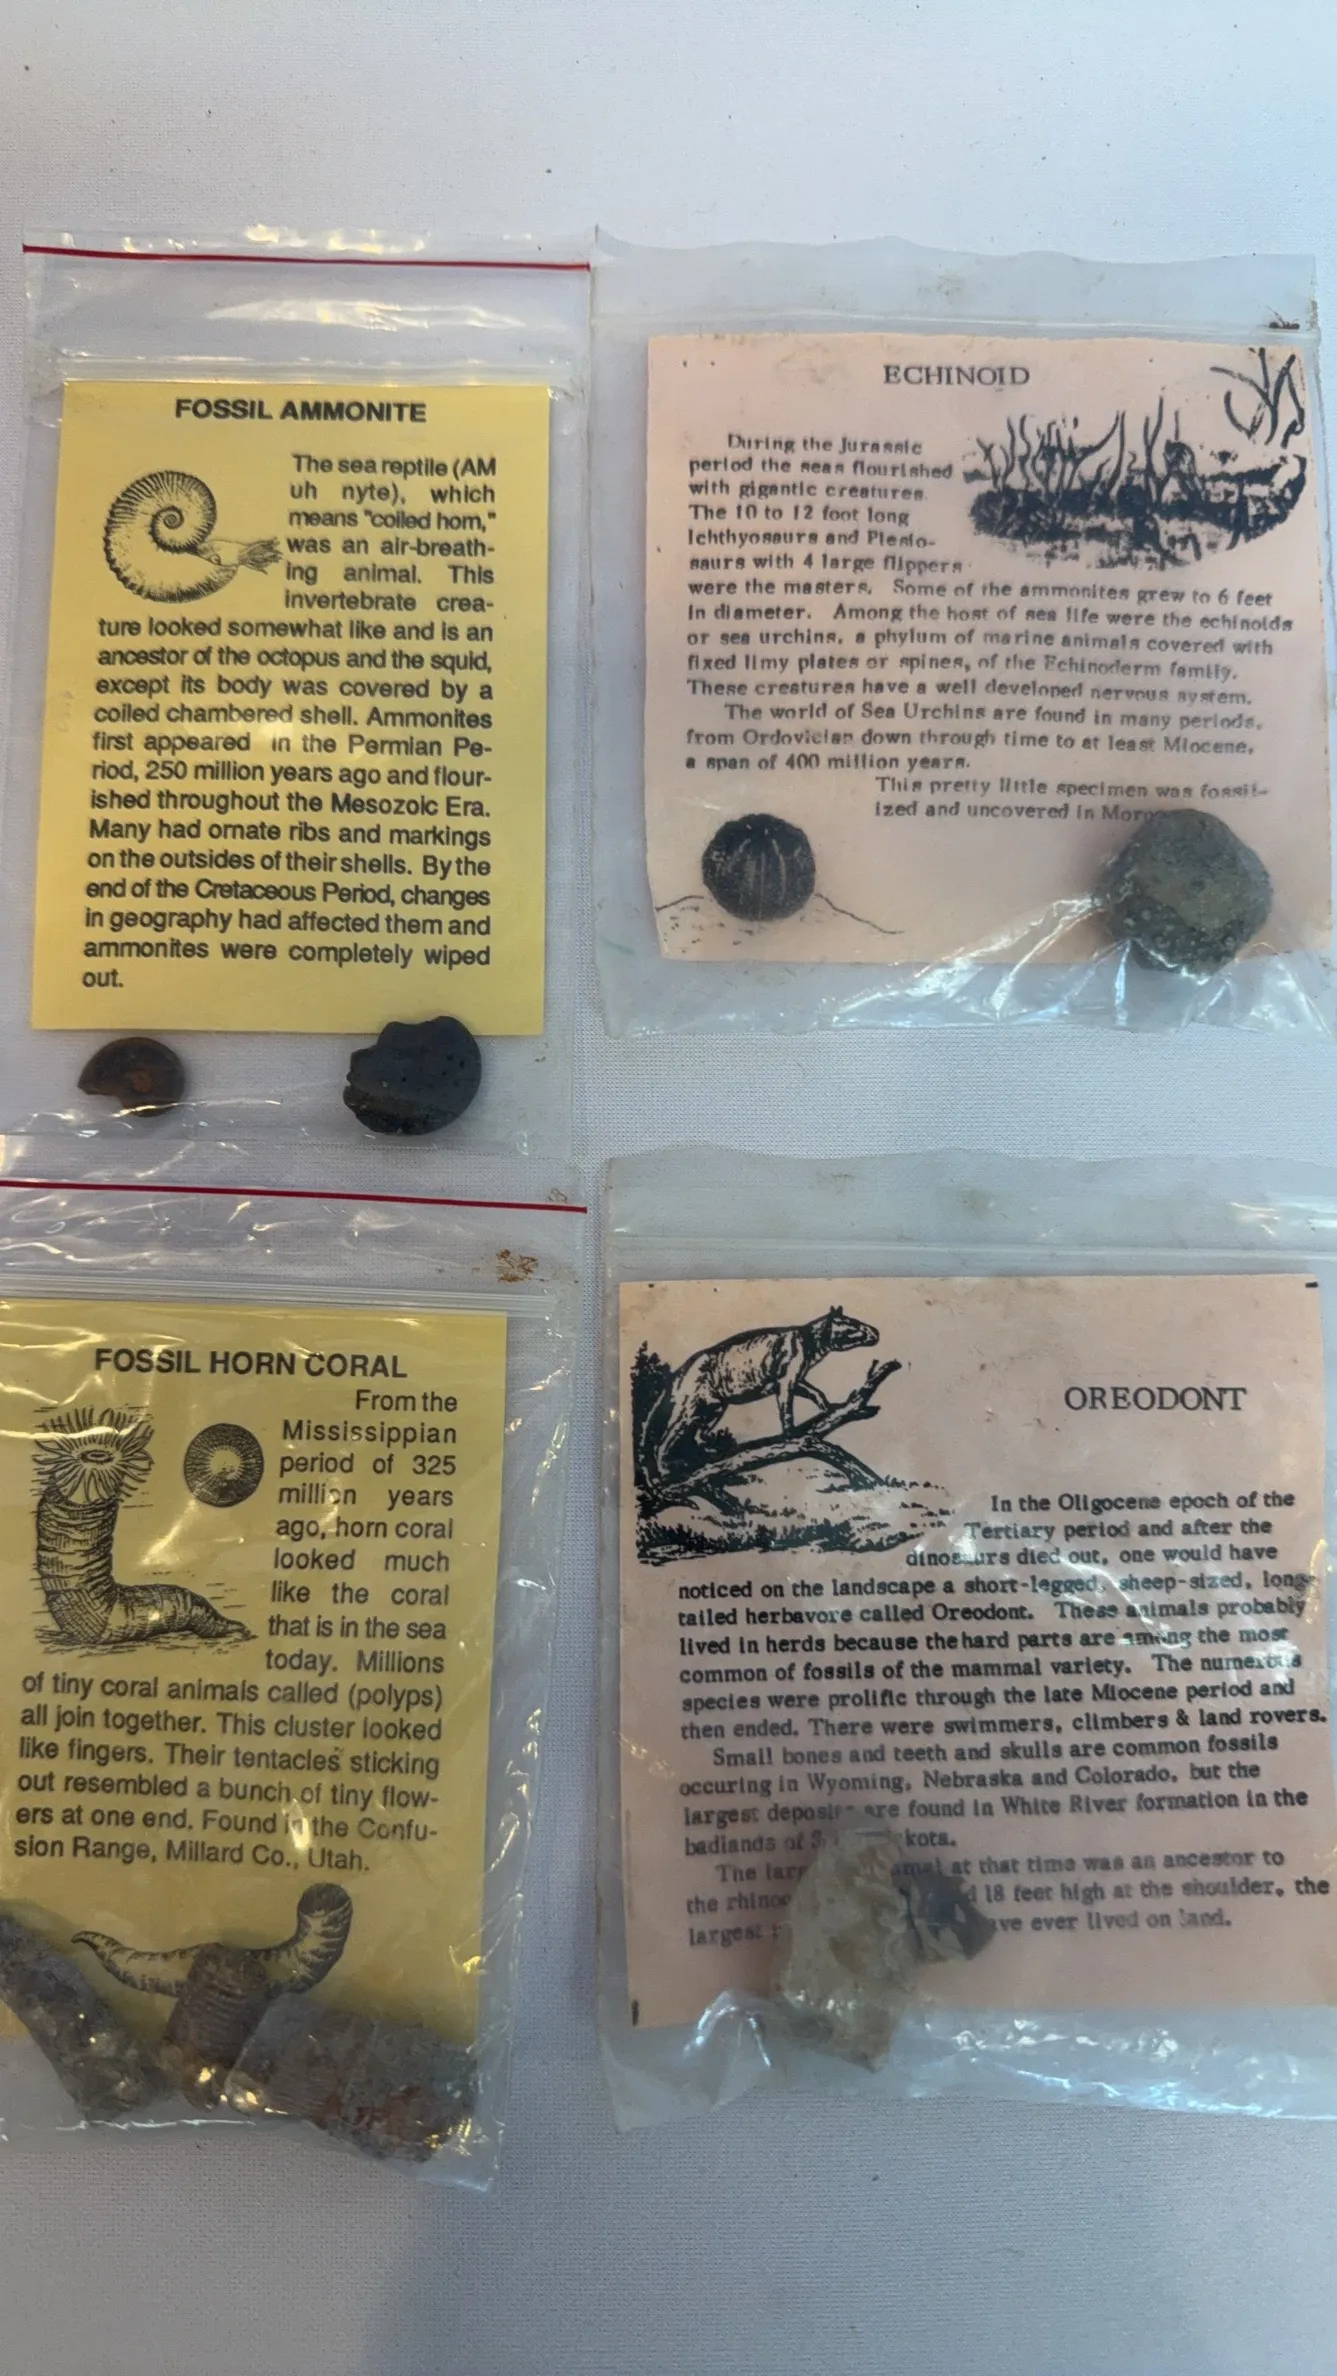 FOSSIL AMMONITE
The sea reptile (AM
uh nyte), which
means "coiled horn,"
was an air-breath-
ing animal. This
invertebrate crea-
ture looked somewhat like and is an
ancestor of the octopus and the squid,
except its body was covered by a
coiled chambered shell. Ammonites
first appeared in the Permian Pe-
riod, 250 million years ago and flour-
ished throughout the Mesozoic Era.
Many had ornate ribs and markings
on the outsides of their shells. By the
end of the Cretaceous Period, changes
in geography had affected them and
ammonites were completely wiped
out.
ECHINOID
During the Jurassic
period the seas flourished
with gigantic creatures.
The 10 to 12 foot long
Ichthyosaurs and Plesio-
saurs with 4 large flippers
were the masters. Some of the ammonites grew to 6 feet
in diameter. Among the host of sea life were the echinoids
or sea urchins, a phylum of marine animals covered with
fixed limy plates or spines, of the Echinoderm family.
These creatures have a well developed nervous system.
The world of Sea Urchins are found in many periods,
from Ordovician down through time to at least Miocene,
a span of 400 million years.
This pretty little specimen was fossil-
ized and uncovered in
FOSSIL HORN CORAL
From the
Mississippian
period of 325
million years
ago, horn coral
looked much
like the coral
that is in the sea
today. Millions
of tiny coral animals called (polyps)
all join together. This cluster looked
like fingers. Their tentacles sticking
out resembled a bunch of tiny flow-
ers at one end. Found in the Confu-
sion Range, Millard Co., Utah.
OREODONT
In the Oligocene epoch of the
Tertiary period and after the
dinosaurs died out, one would have
noticed on the landscape a short-legged, sheep-sized, long-
tailed herbavore called Oreodont. These animals probably
lived in herds because the hard parts are among the most
common of fossils of the mammal variety. The numerous
species were prolific through the late Miocene period and
then ended. There were swimmers, climbers & land rovers.
Small bones and teeth and skulls are common fossils
occuring in Wyoming, Nebraska and Colorado, but the
largest deposits are found in White River formation in the
badlands of
The at that time was an ancestor to
the 18 feet high at the shoulder, the
largest ever lived on land.